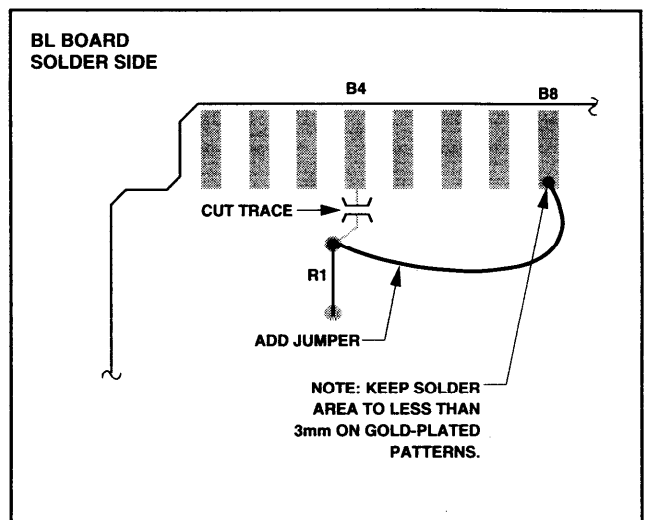 BL BOARD
SOLDER SIDE
B4
B8
CUT TRACE
R1
ADD JUMPER
NOTE: KEEP SOLDER
AREA TO LESS THAN
3mm ON GOLD-PLATED
PATTERNS.